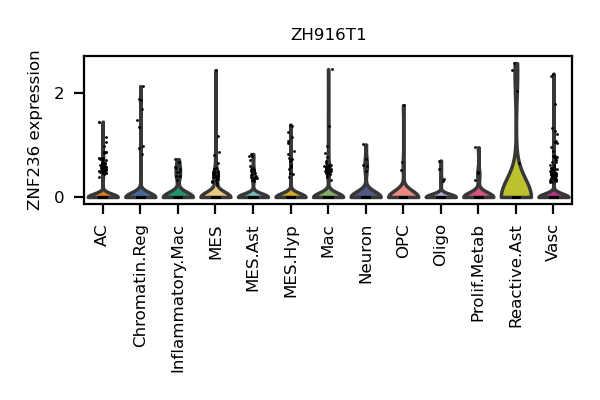 ZH916T1
ZNF236 expression
2
0
AC
Chromatin.Reg
Inflammatory.Mac
MES
MES.Ast
MES.Hyp
Mac
Neuron
OPC
Oligo
Prolif.Metab
Reactive.Ast
Vasc